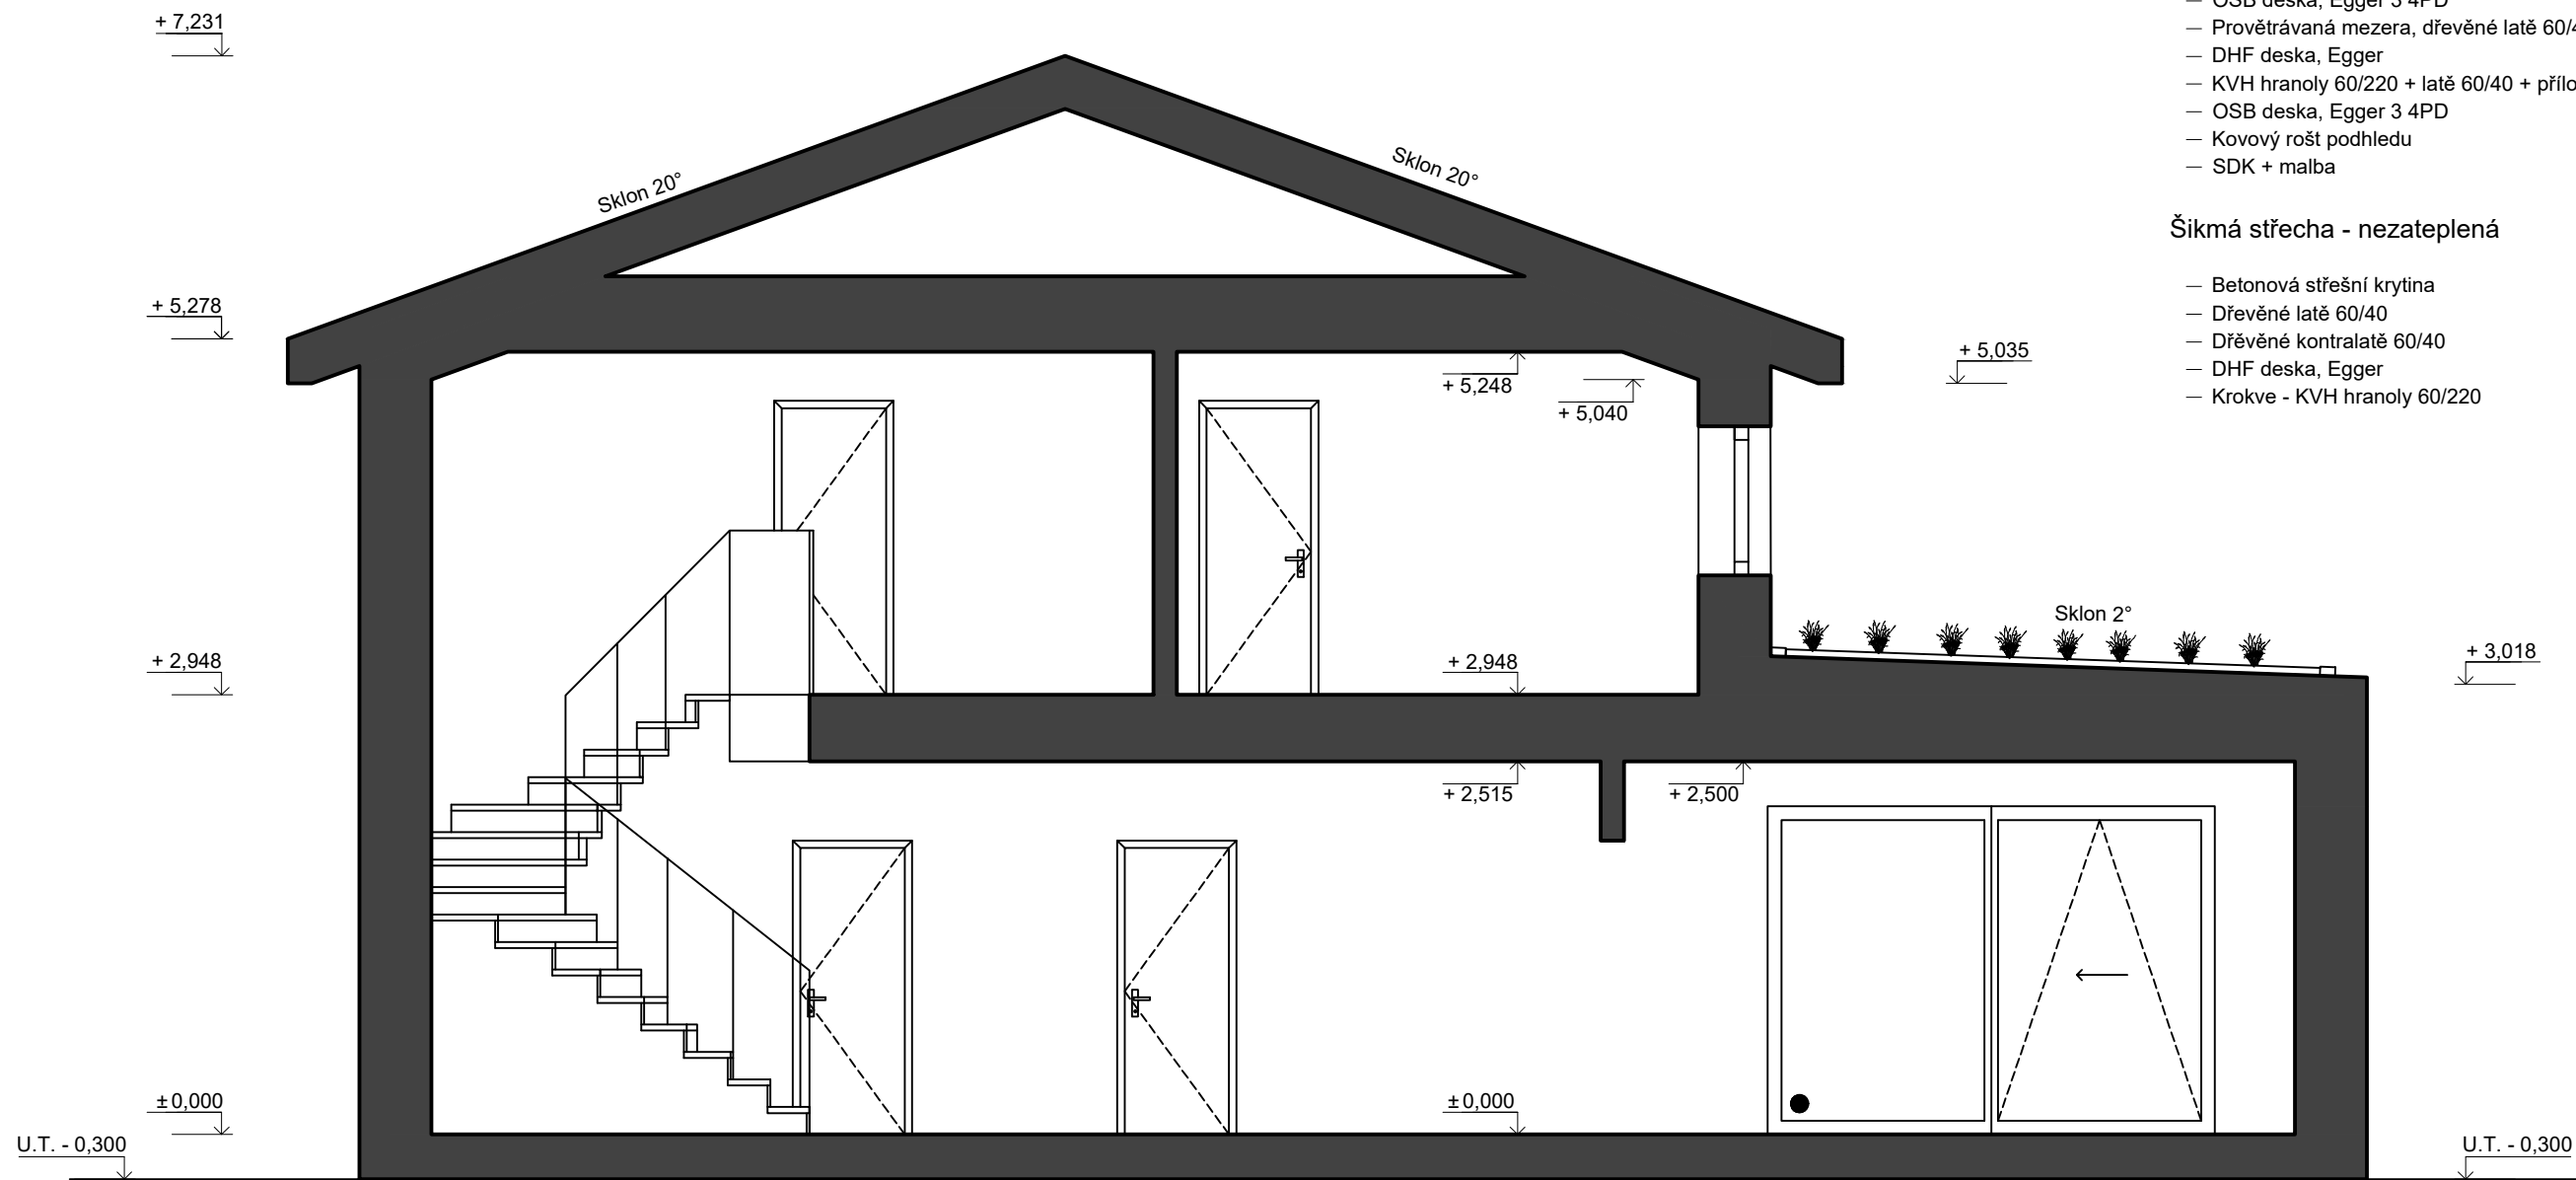 + 7,231
OSB deska, Egger 3 4PD
— Provětrávaná mezera, dřevěné latě 60/4
— DHF deska, Egger
— KVH hranoly 60/220 + latě 60/40 + přílo
— OSB deska, Egger 3 4PD
— Kovový rošt podhledu
— SDK + malba
Sklon 20°
Sklon 20°
Šikmá střecha - nezateplená
— Betonová střešní krytina
— Dřevěné latě 60/40
— Dřěvěné kontralatě 60/40
— DHF deska, Egger
— Krokve - KVH hranoly 60/220
+ 5,278
+ 5,035
+ 5,248
+ 5,040
Sklon 2°
+ 2,948
+ 2,948
+ 3,018
+ 2,515
+ 2,500
±0,000
±0,000
U.T. - 0,300
U.T. - 0,300